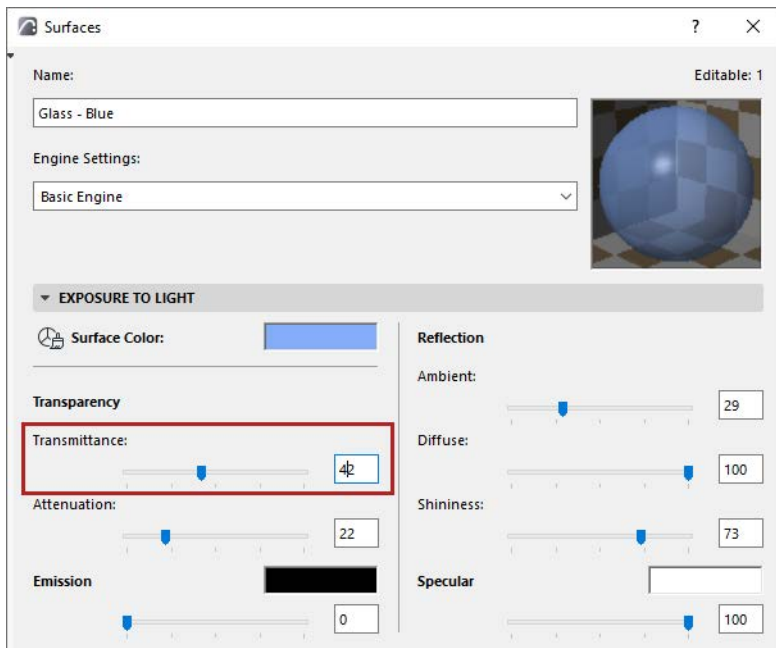 Surfaces ? X
Name: Editable: 1
Glass - Blue
Engine Settings:
Basic Engine
EXPOSURE TO LIGHT
Surface Color:
Transparency
Transmittance:
42
Attenuation:
22
Emission
0
Reflection
Ambient:
29
Diffuse:
100
Shininess:
73
Specular
100